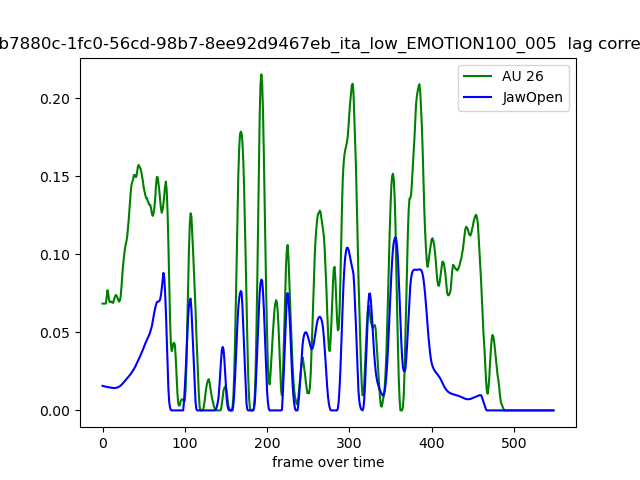 b7880c-1fc0-56cd-98b7-8ee92d9467eb_ita_low_EMOTION100_005 lag corre
AU 26
JawOpen
0.20
0.15
0.10
0.05
0.00
0 100 200 300 400 500
frame over time